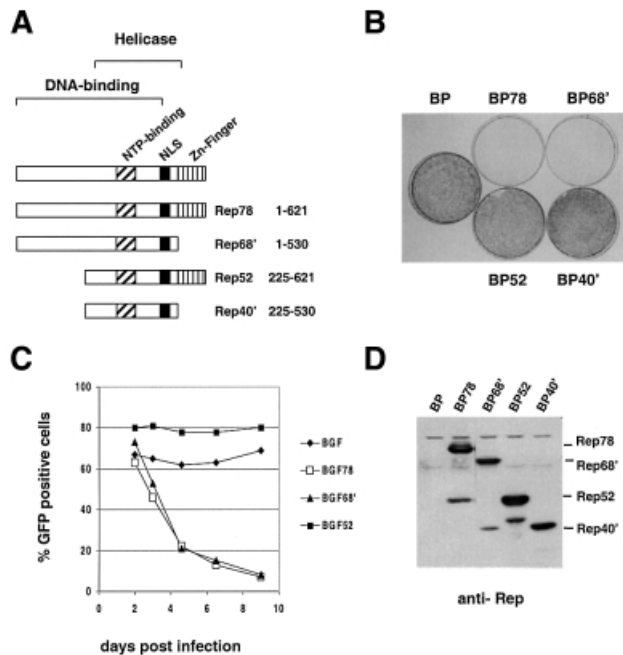 A
Helicase
DNA-binding
NTP-binding
NLS
Zn-Finger
Rep78 1-621
Rep68' 1-530
Rep52 225-621
Rep40' 225-530
B
BP BP78 BP68'
BP52 BP40'
C
% GFP positive cells
100
80
60
40
20
0
0 2 4 6 8 10
days post infection
BGF
BGF78
BGF68'
BGF52
D
BP BP78 BP68' BP52 BP40'
Rep78
Rep68'
Rep52
Rep40'
anti- Rep